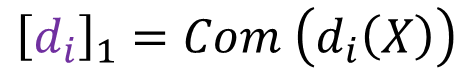 [d_i]_1 = Com (d_i(X))